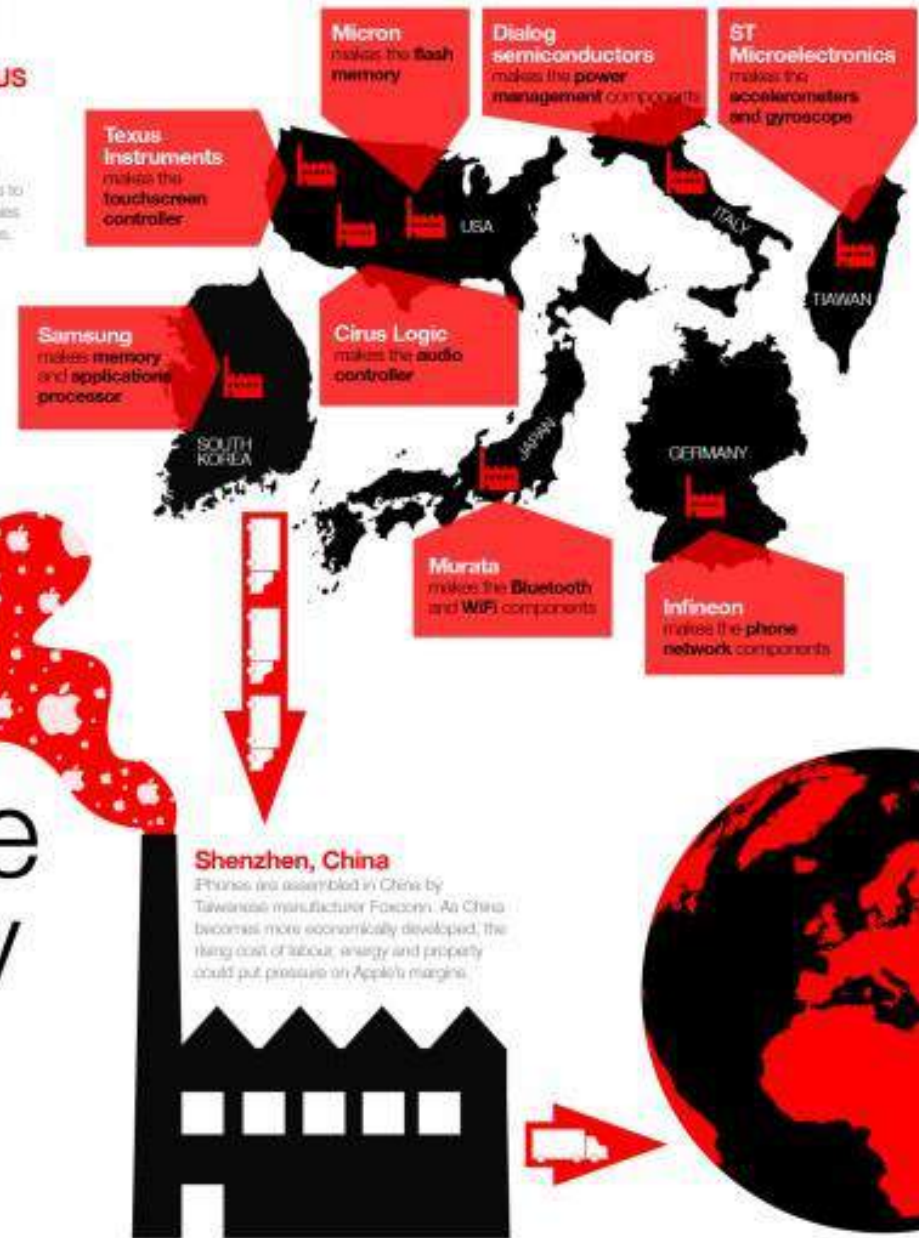 us
to
Micron
makes the flash
memory
Dialog
semiconductors
makes the power
management components
ST
Microelectronics
makes the
accelerometers
and gyroscope
Texus
Instruments
makes the
touchscreen
controller
USA
ITALY
TIAWAN
Samsung
makes memory
and applications
processor
Cirus Logic
makes the audio
controller
SOUTH
KOREA
JAPAN
GERMANY
Murata
makes the Bluetooth
and WiFi components
Infineon
makes the phone
network components
e
y
Shenzhen, China
iPhones are assembled in China by
Taiwanese manufacturer Foxconn. As China
becomes more economically developed, the
rising cost of labour, energy and property
could put pressure on Apple's margins.